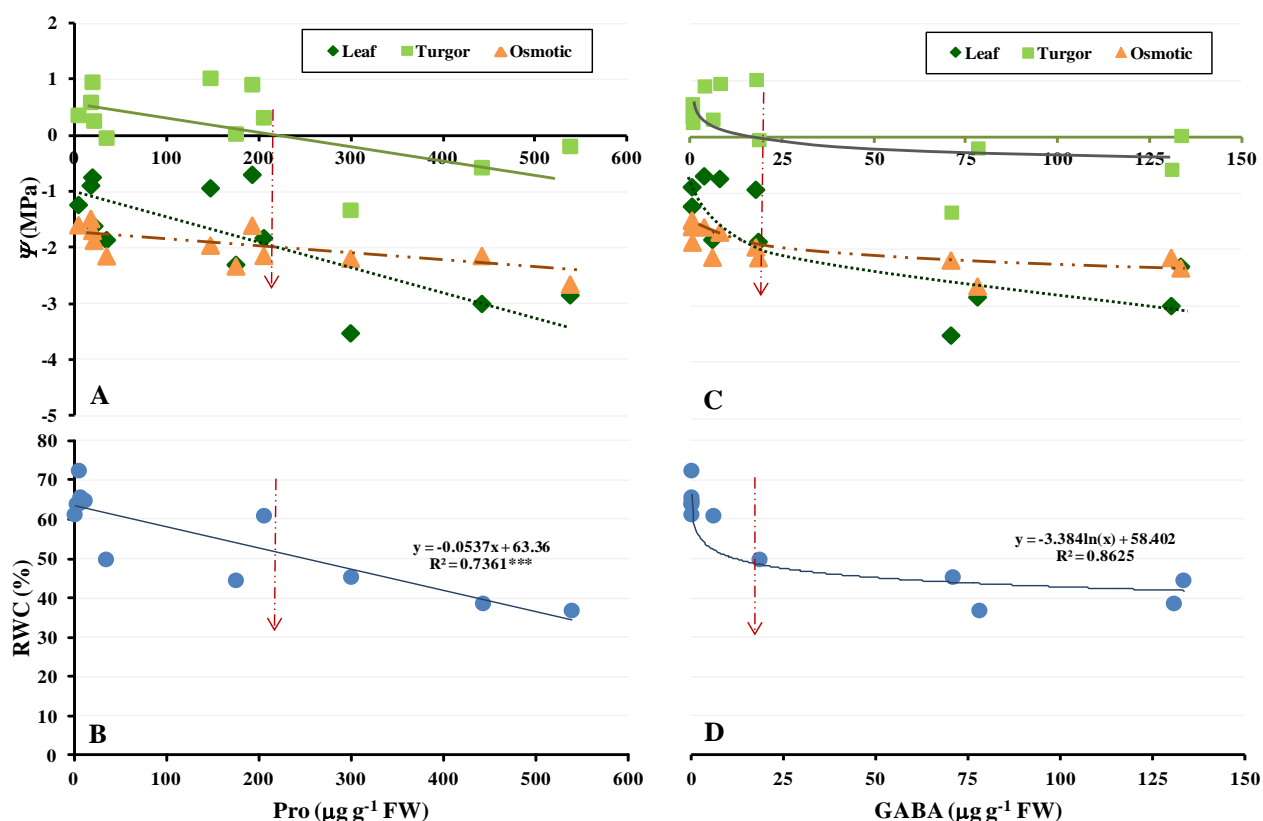 Leaf Turgor Osmotic
2
1
0
-1
-2
-3
-4
-5
Ψ (MPa)
0 100 200 300 400 500 600
A
Leaf Turgor Osmotic
0 25 50 75 100 125 150
C
80
70
60
50
40
30
20
10
0
RWC (%)
y = -0.0537x + 63.36
R² = 0.7361***
B
0 100 200 300 400 500 600
Pro (μg g⁻¹ FW)
y = -3.384ln(x) + 58.402
R² = 0.8625
D
0 25 50 75 100 125 150
GABA (μg g⁻¹ FW)